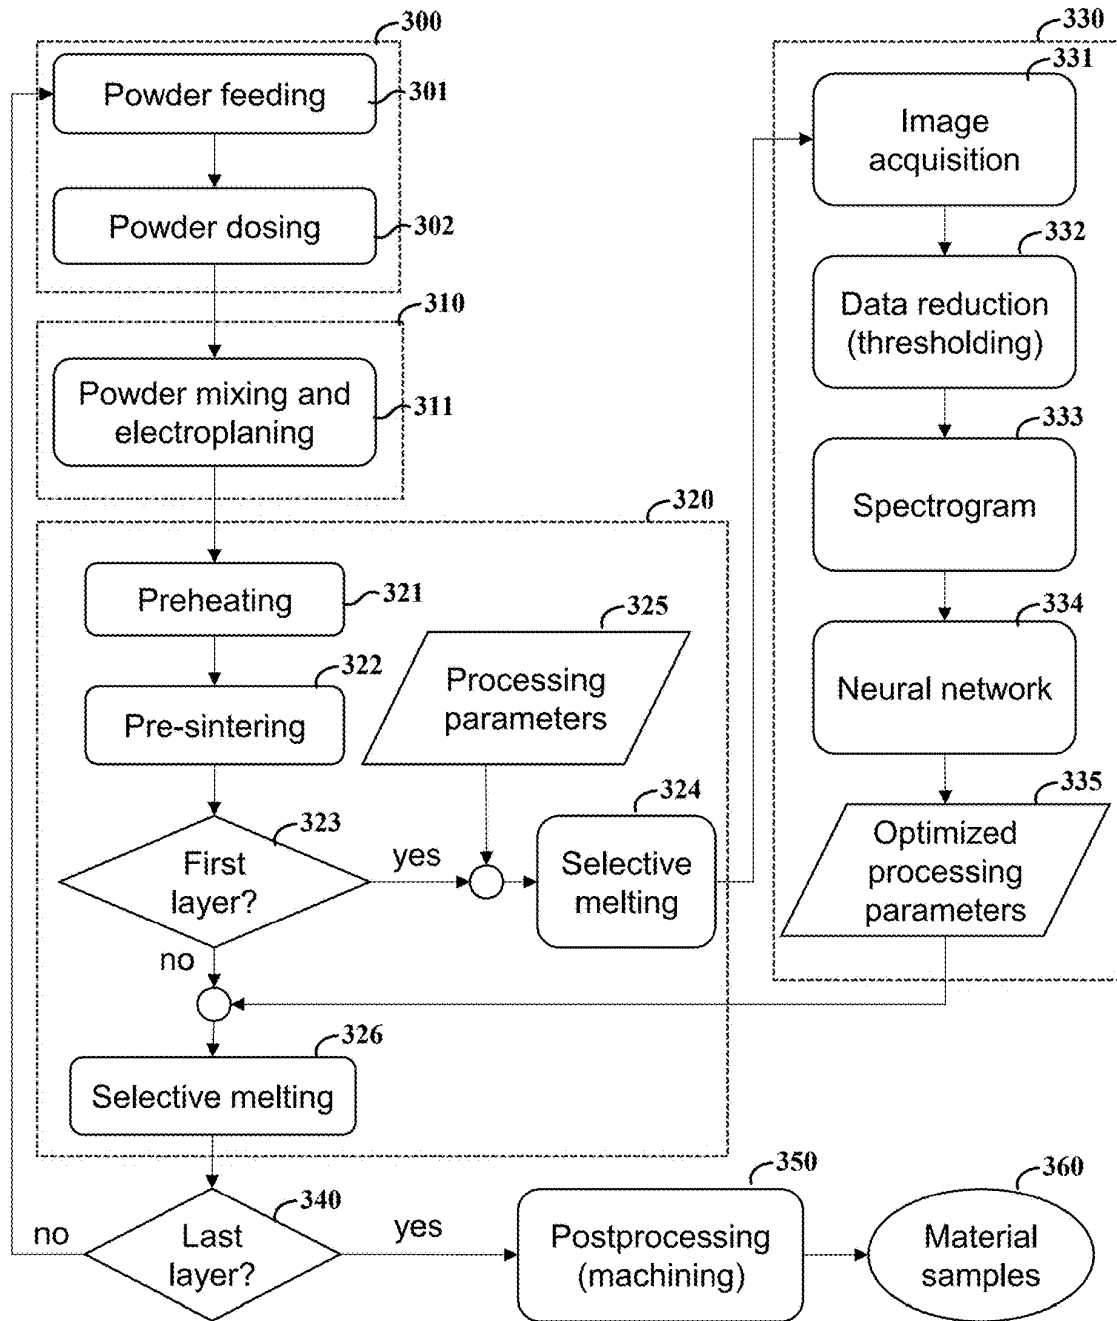 300
Powder feeding
301
Powder dosing
302
310
Powder mixing and
electroplaning
311
320
Preheating
321
322
Pre-sintering
325
Processing
parameters
323
First
layer?
yes
no
324
Selective
melting
326
Selective melting
330
331
Image
acquisition
332
Data reduction
(thresholding)
333
Spectrogram
334
Neural network
335
Optimized
processing
parameters
340
Last
layer?
no
yes
350
Postprocessing
(machining)
360
Material
samples